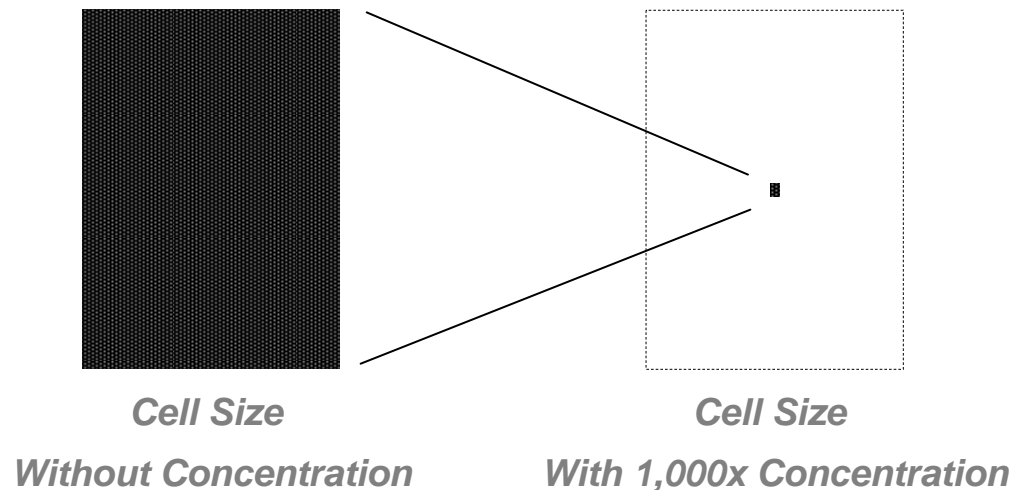 Cell Size
Without Concentration
Cell Size
With 1,000x Concentration